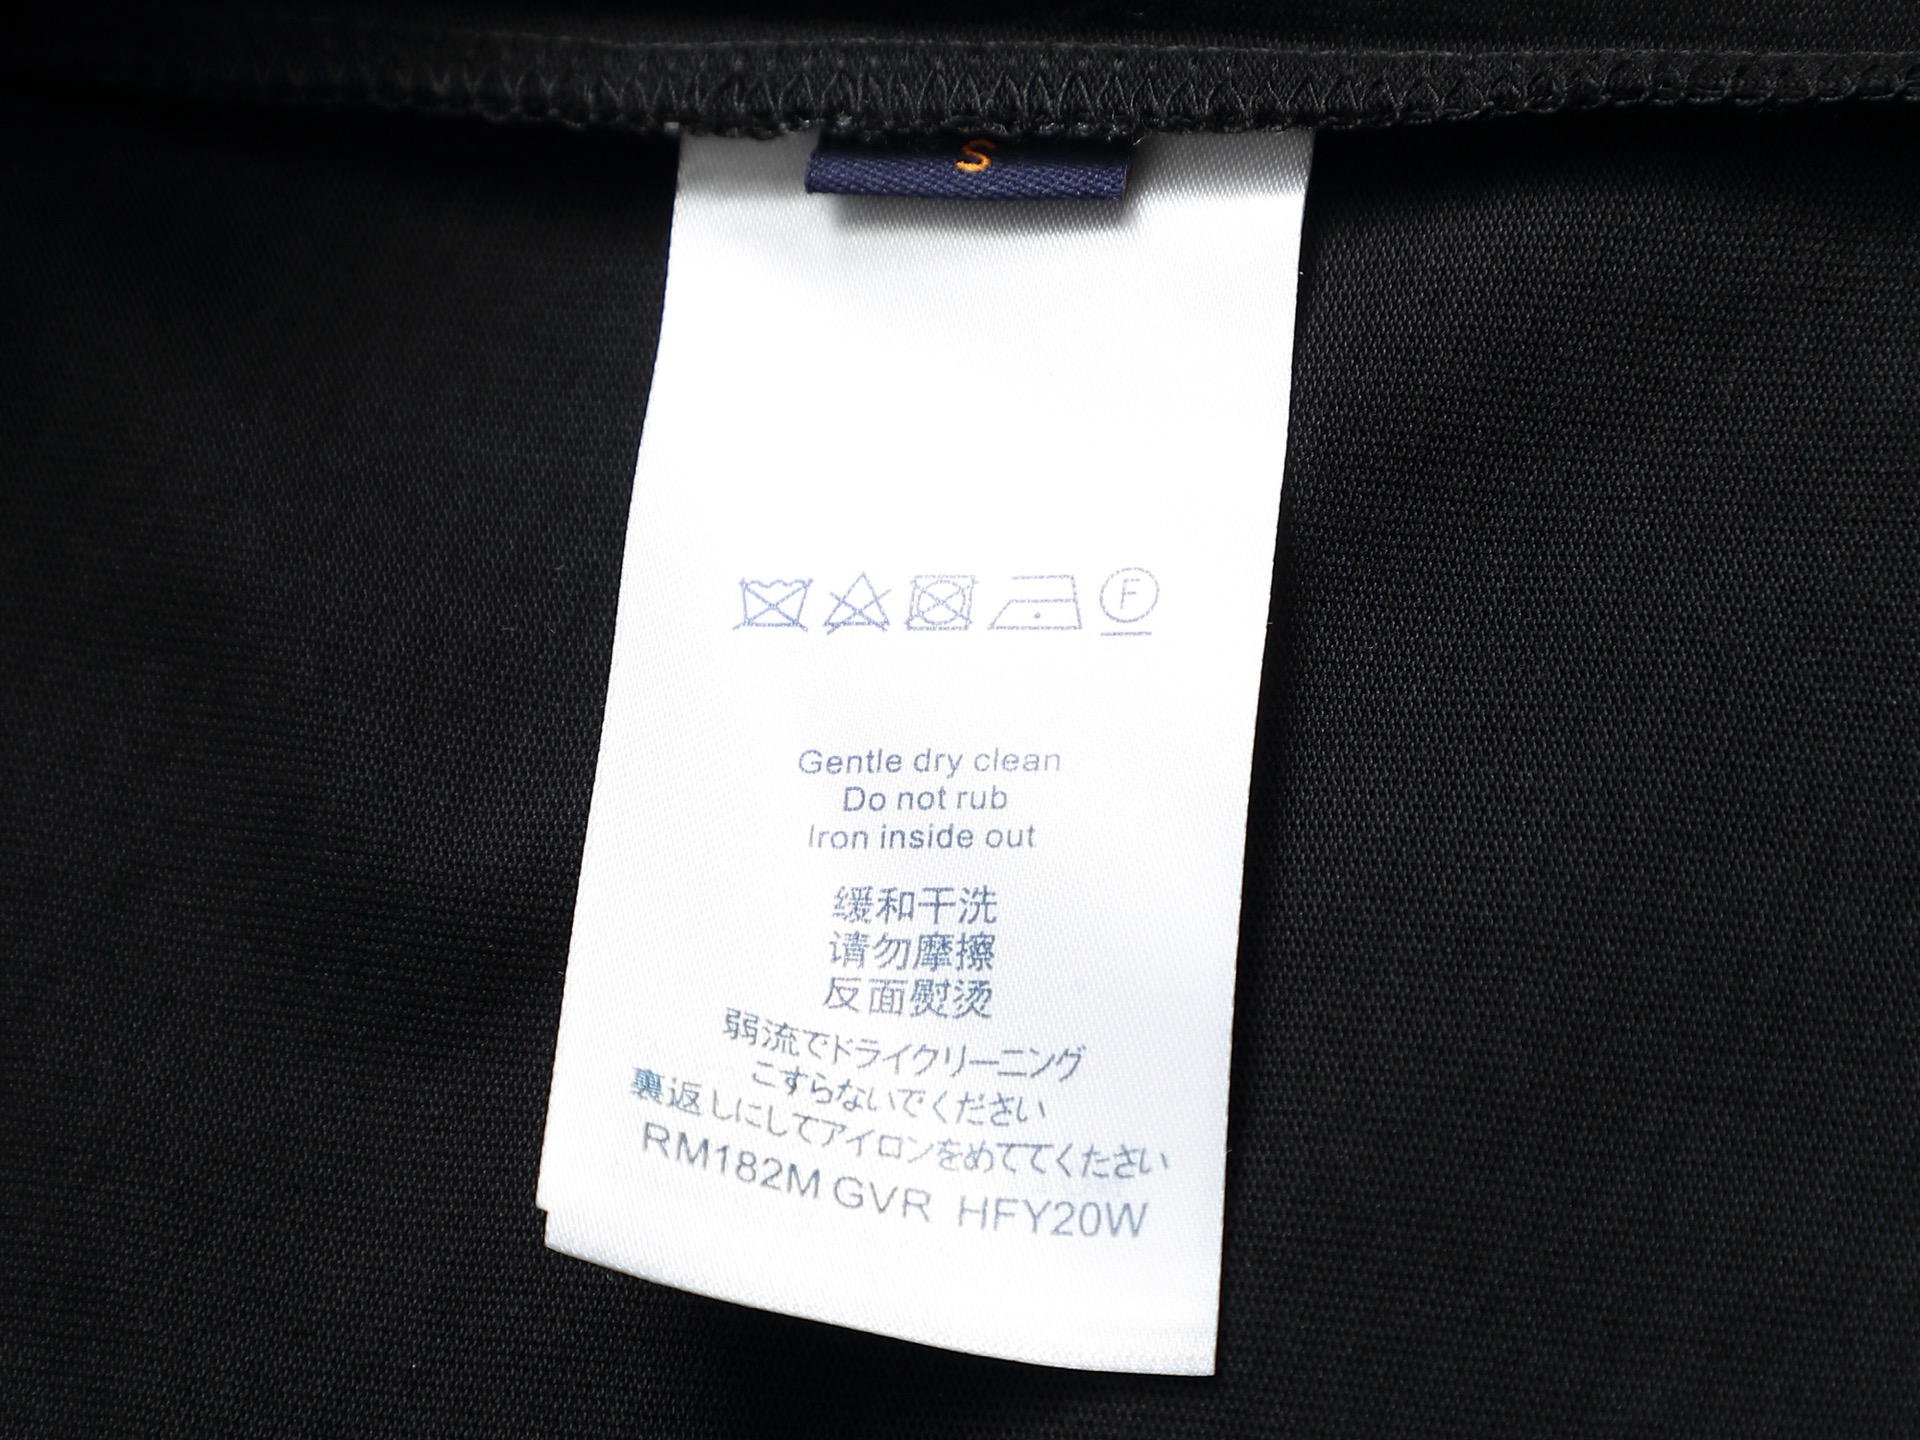 S
F
Gentle dry clean
Do not rub
Iron inside out
缓和干洗
请勿摩擦
反面熨烫
弱流でドライクリーニング
こすらないでください
裏返しにしてアイロンをめててください
RM182M GVR HFY20W